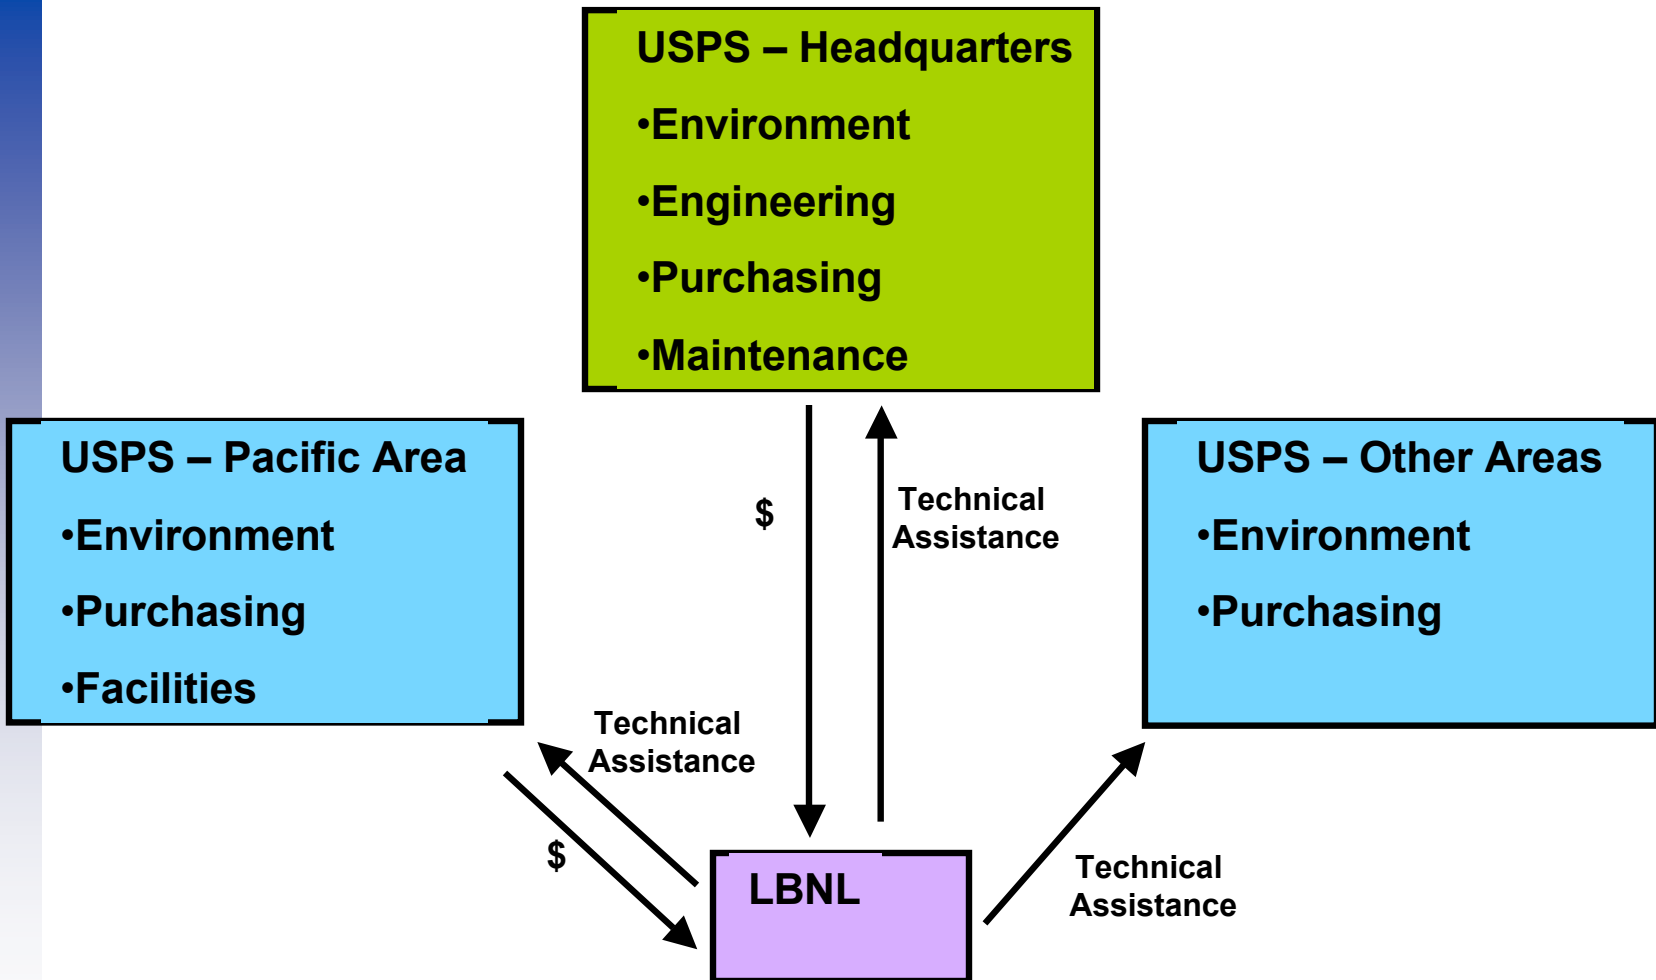 USPS – Headquarters
•Environment
•Engineering
•Purchasing
•Maintenance
USPS – Pacific Area
•Environment
•Purchasing
•Facilities
$
Technical
Assistance
USPS – Other Areas
•Environment
•Purchasing
Technical
Assistance
$
LBNL
Technical
Assistance